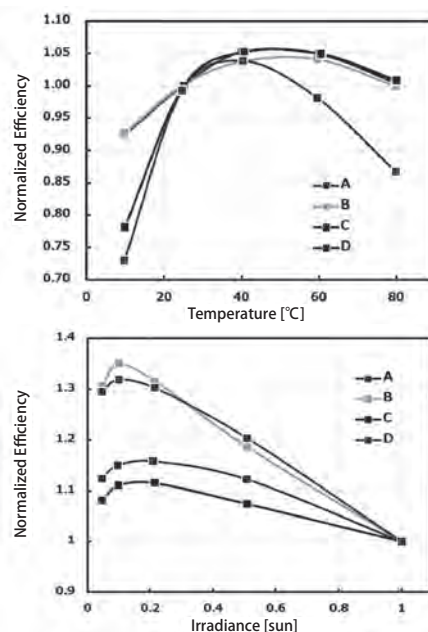 1.10
1.05
1.00
0.95
0.90
0.85
0.80
0.75
0.70
Normalized Efficiency
A
B
C
D
0 20 40 60 80
Temperature [°C]
1.4
1.3
1.2
1.1
1
0.9
Normalized Efficiency
A
B
C
D
0 0.2 0.4 0.6 0.8 1
Irradiance [sun]